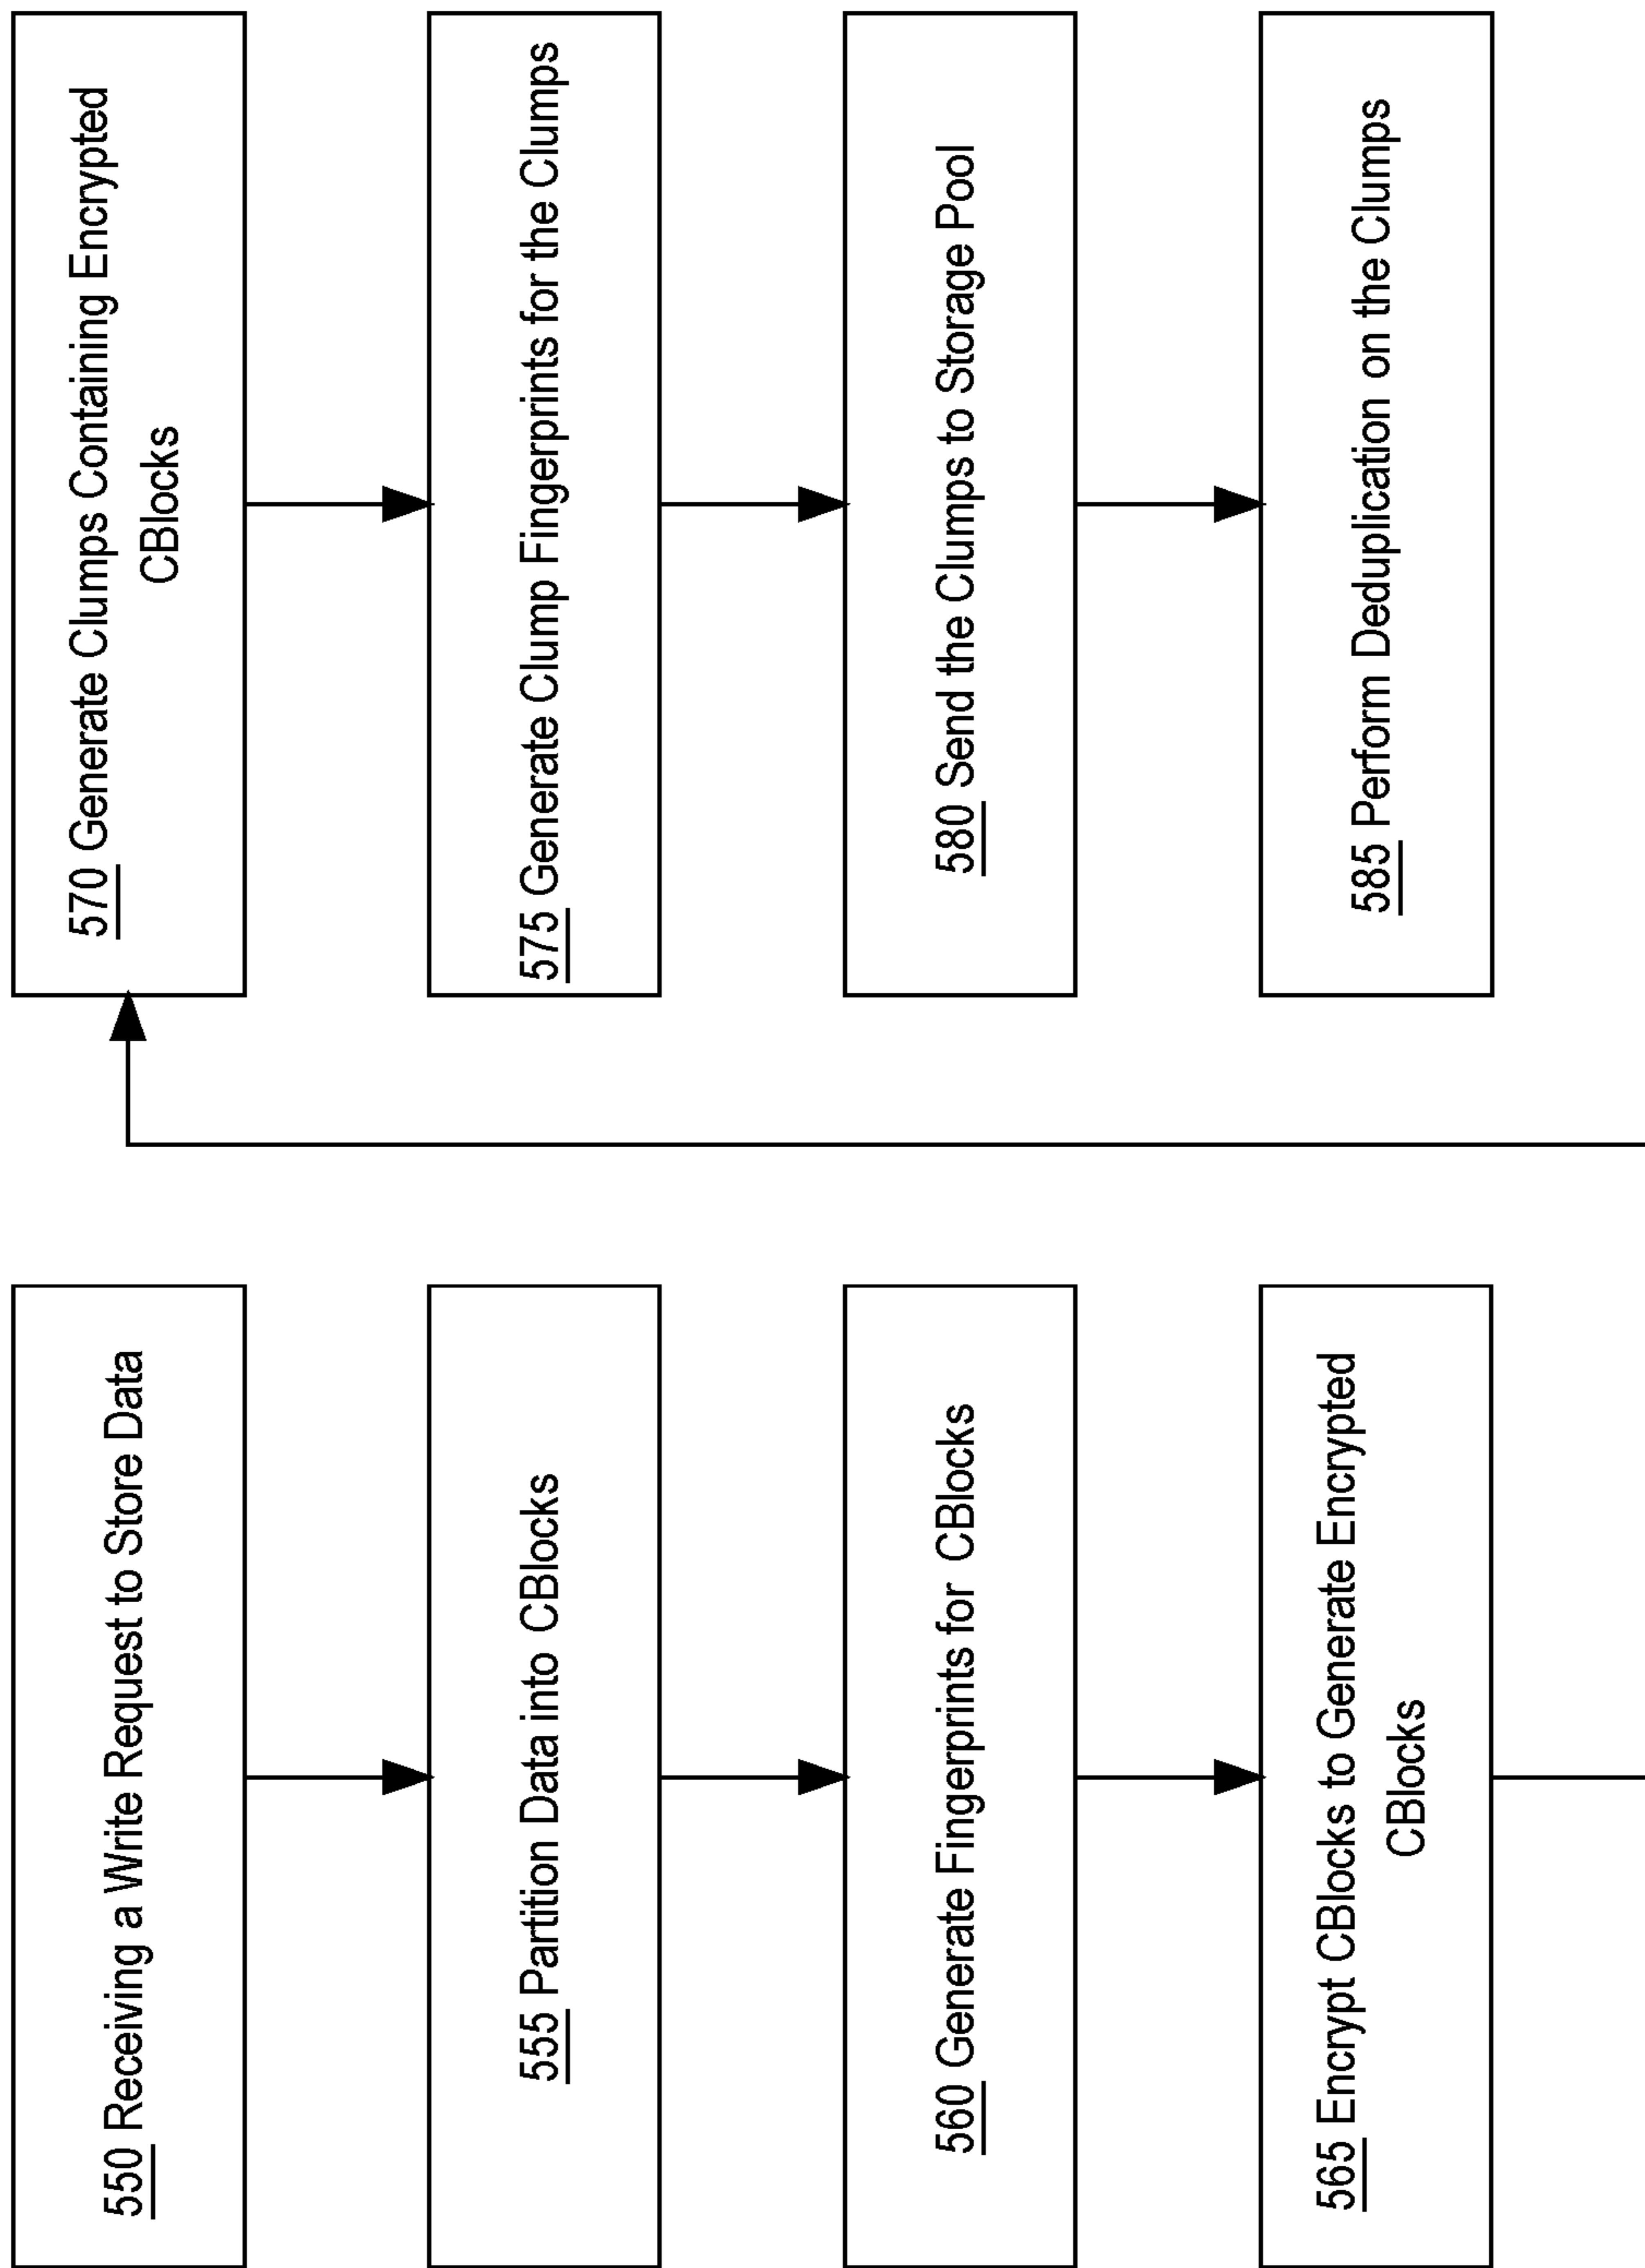 550 Receiving a Write Request to Store Data
555 Partition Data into CBlocks
560 Generate Fingerprints for CBlocks
565 Encrypt CBlocks to Generate Encrypted
CBlocks
570 Generate Clumps Containing Encrypted
CBlocks
575 Generate Clump Fingerprints for the Clumps
580 Send the Clumps to Storage Pool
585 Perform Deduplication on the Clumps